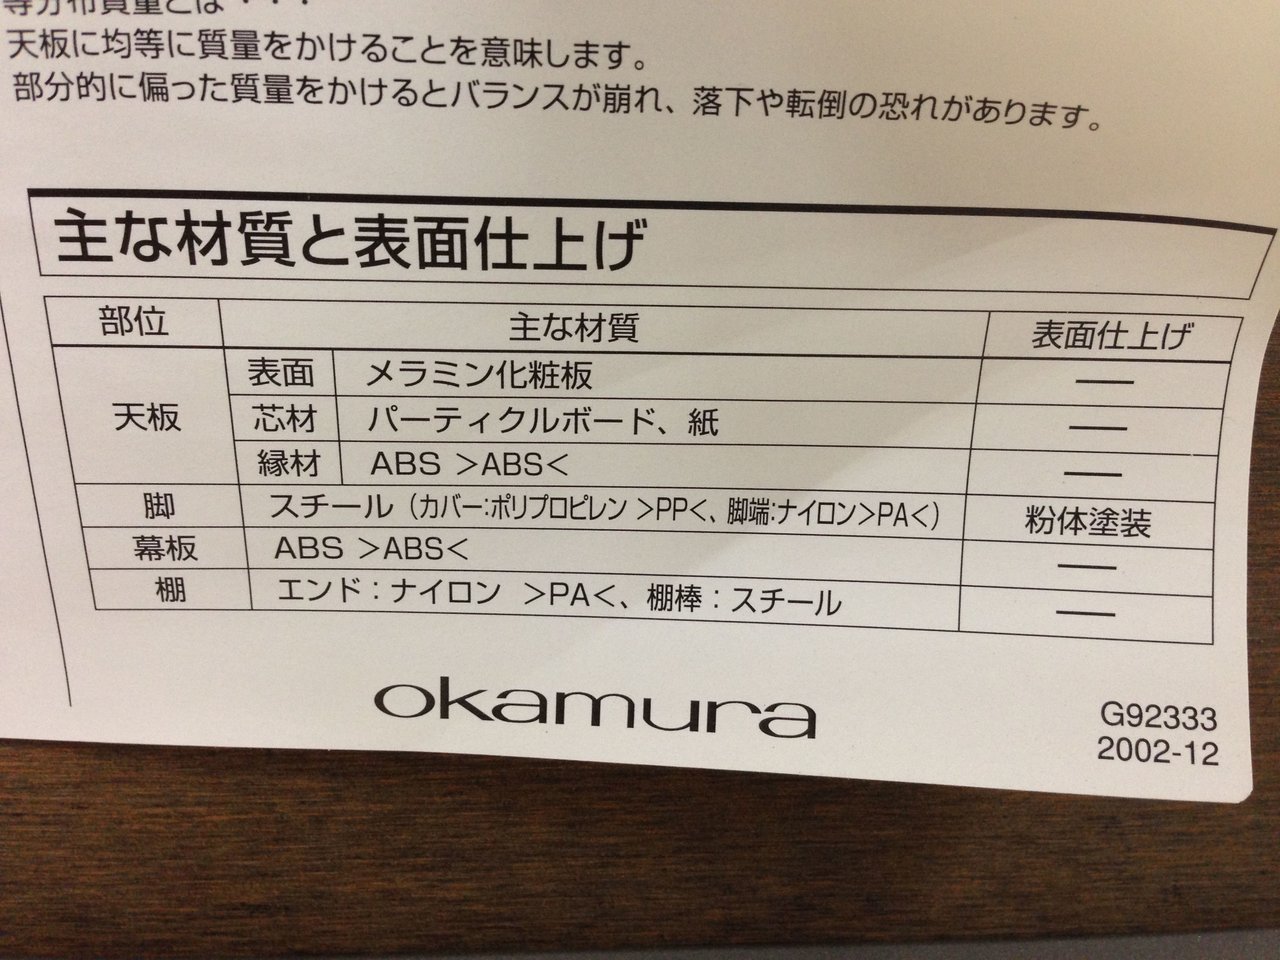 等分布質量とは・・・
天板に均等に質量をかけることを意味します。
部分的に偏った質量をかけるとバランスが崩れ、落下や転倒の恐れがあります。
主な材質と表面仕上げ
部位 主な材質 表面仕上げ
天板 表面 メラミン化粧板 —
芯材 パーティクルボード、紙 —
縁材 ABS >ABS< —
脚 スチール（カバー:ポリプロピレン >PP<、脚端:ナイロン>PA<） 粉体塗装
幕板 ABS >ABS< —
棚 エンド：ナイロン >PA<、棚棒：スチール —
okamura
G92333
2002-12